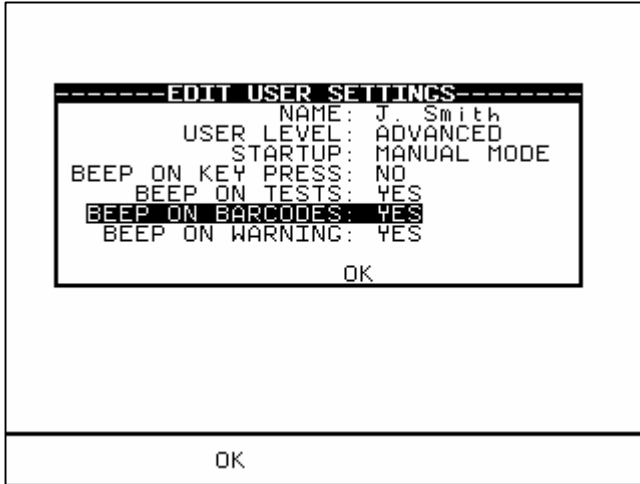 -------EDIT USER SETTINGS--------
NAME: J. Smith
USER LEVEL: ADVANCED
STARTUP: MANUAL MODE
BEEP ON KEY PRESS: NO
BEEP ON TESTS: YES
BEEP ON BARCODES: YES
BEEP ON WARNING: YES
OK
OK